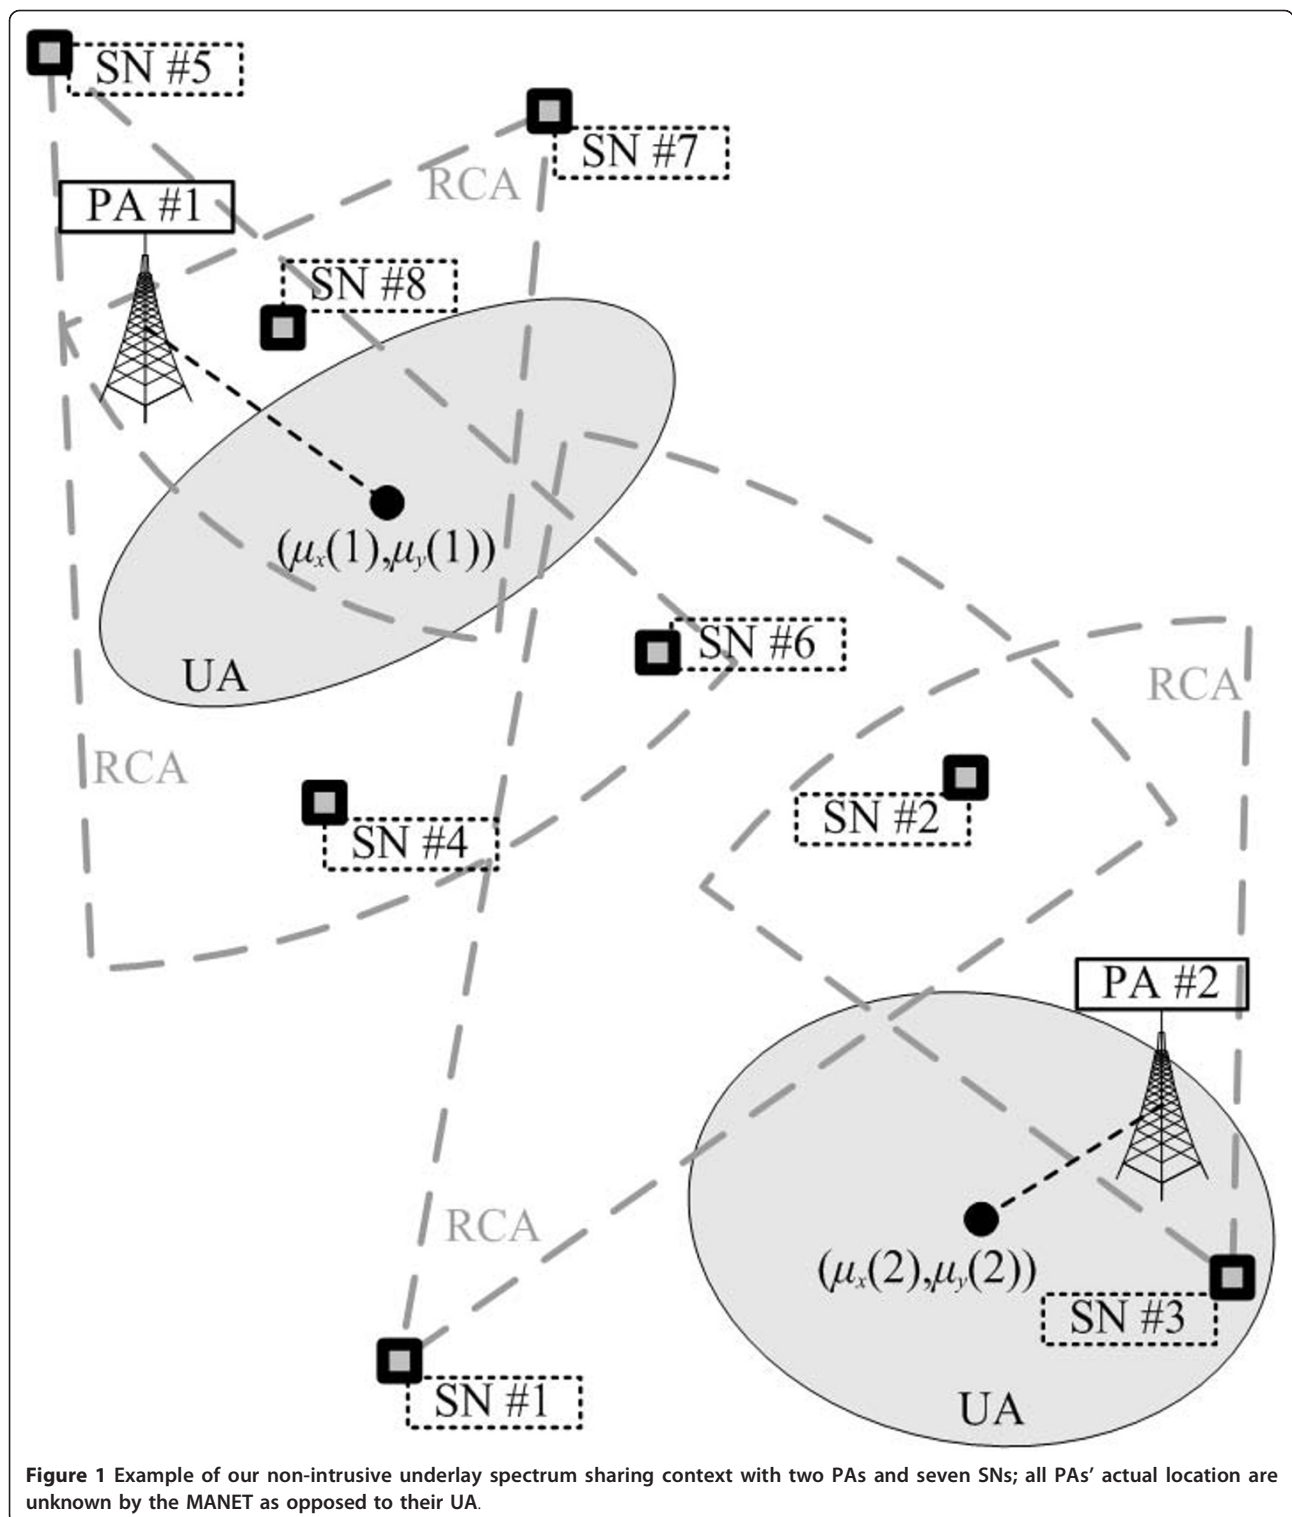 SN #5
SN #7
RCA
PA #1
SN #8
(μx(1),μy(1))
SN #6
UA
RCA
RCA
SN #2
SN #4
PA #2
RCA
(μx(2),μy(2))
SN #3
SN #1
UA
Figure 1 Example of our non-intrusive underlay spectrum sharing context with two PAs and seven SNs; all PAs' actual location are
unknown by the MANET as opposed to their UA.